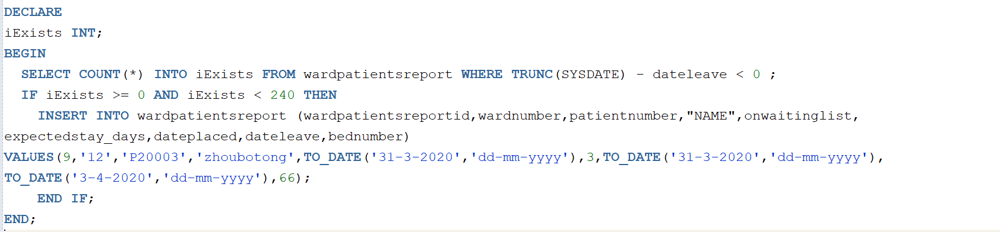 DECLARE
iExists INT;
BEGIN
SELECT COUNT(*) INTO iExists FROM wardpatientsreport WHERE TRUNC(SYSDATE) - dateleave < 0 ;
IF iExists >= 0 AND iExists < 240 THEN
INSERT INTO wardpatientsreport (wardpatientsreportid,wardnumber,patientnumber,"NAME",onwaitinglist,
expectedstay_days,dateplaced,dateleave,bednumber)
VALUES(9,'12','P20003','zhoubotong',TO_DATE('31-3-2020','dd-mm-yyyy'),3,TO_DATE('31-3-2020','dd-mm-yyyy'),
TO_DATE('3-4-2020','dd-mm-yyyy'),66);
END IF;
END;